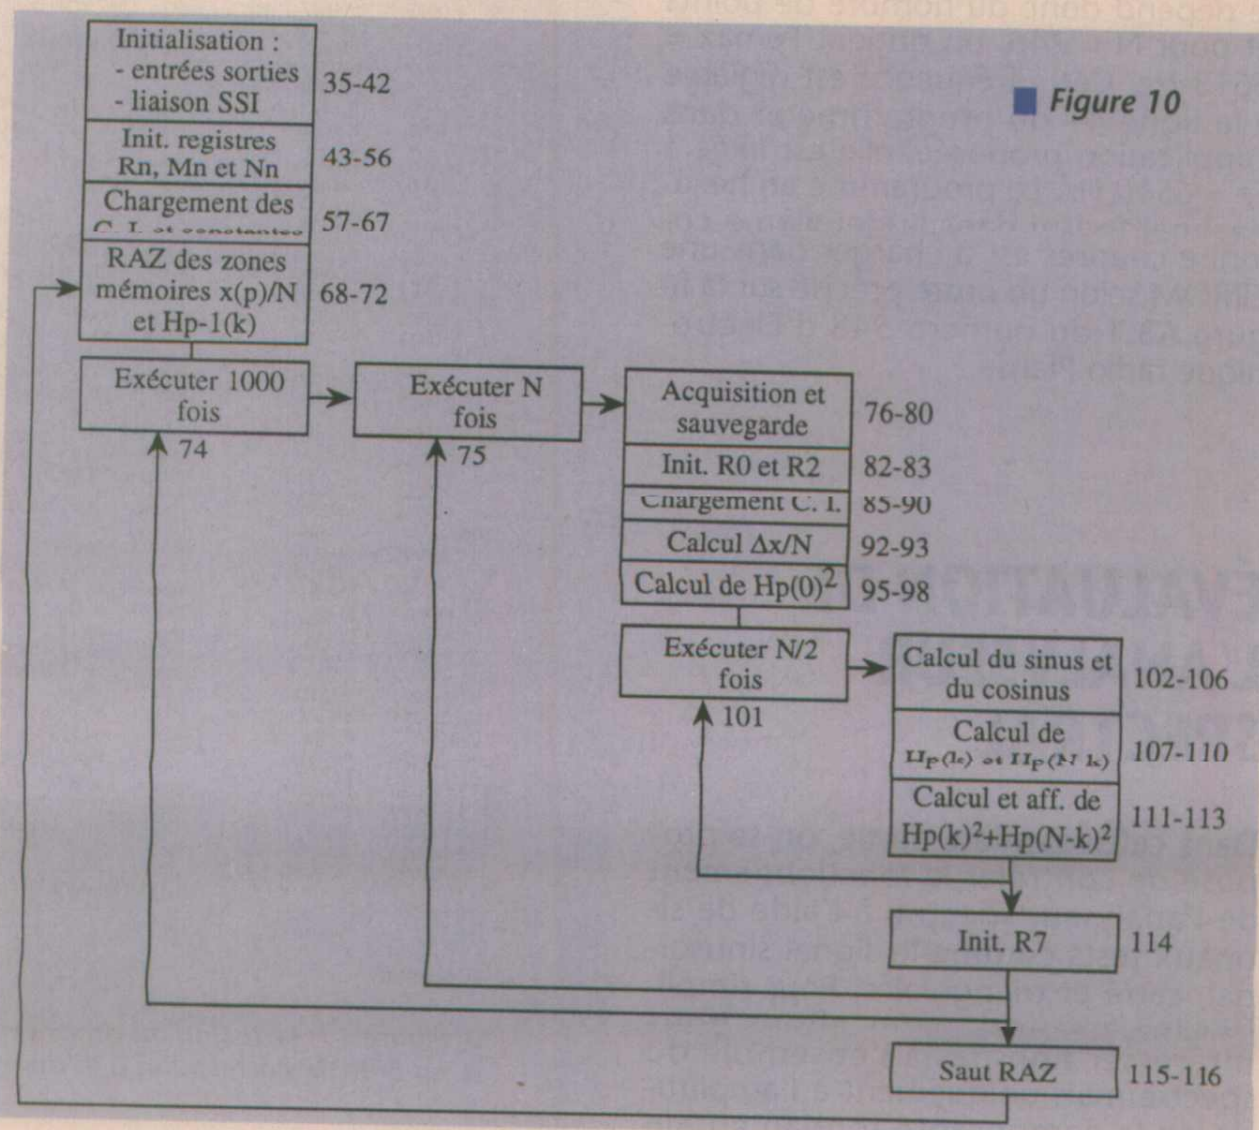 Figure 10
Initialisation :
- entrées sorties
- liaison SSI
35-42
Init. registres
Rn, Mn et Nn
43-56
Chargement des
C. I. et constantes
57-67
RAZ des zones
mémoires x(p)/N
et Hp-1(k)
68-72
Exécuter 1000
fois
74
Exécuter N
fois
75
Acquisition et
sauvegarde
76-80
Init. R0 et R2
82-83
Chargement C. I.
85-90
Calcul Δx/N
92-93
Calcul de Hp(0)²
95-98
Exécuter N/2
fois
101
Calcul du sinus et
du cosinus
102-106
Calcul de
Hp(k) et Hp(N-k)
107-110
Calcul et aff. de
Hp(k)²+Hp(N-k)²
111-113
Init. R7
114
Saut RAZ
115-116